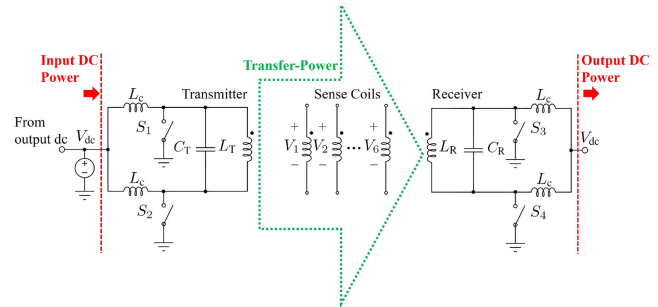 Input DC
Power
Transfer-Power
Output DC
Power
Transmitter
Sense Coils
Receiver
From
output dc
V_dc
L_c
S_1
C_T
L_T
L_c
S_2
+
V_1
−
+
V_2
−
...
+
V_6
−
L_R
C_R
L_c
S_3
V_dc
L_c
S_4
+
−